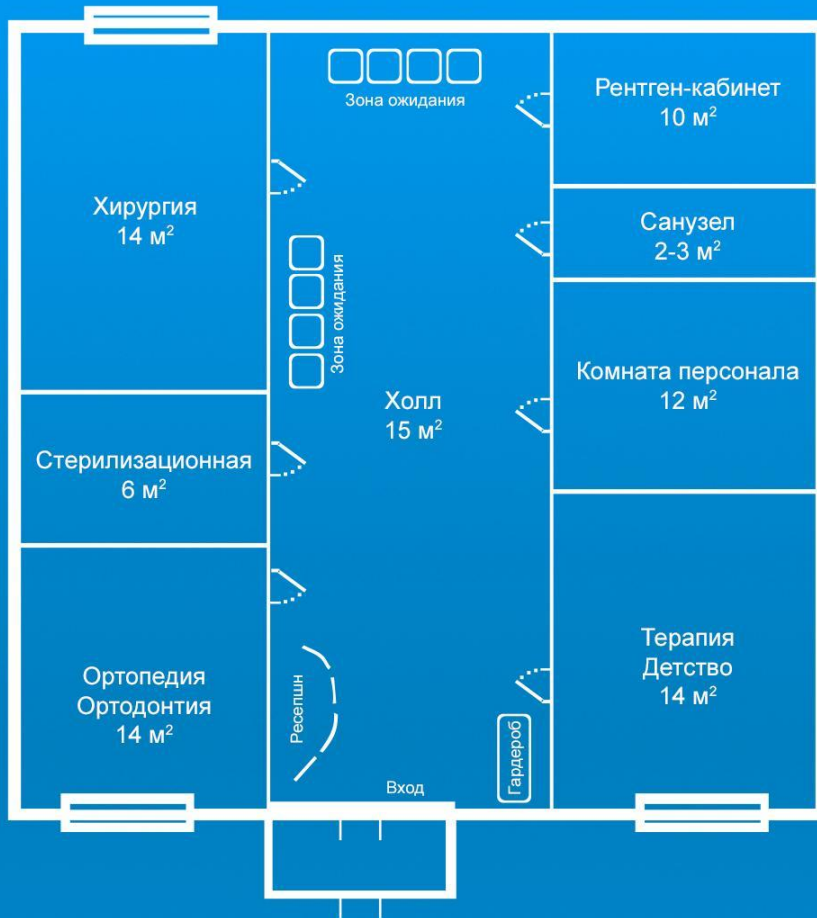 Зона ожидания
Рентген-кабинет
10 м²
Хирургия
14 м²
Санузел
2-3 м²
Зона ожидания
Комната персонала
12 м²
Холл
15 м²
Стерилизационная
6 м²
Терапия
Детство
14 м²
Ортопедия
Ортодонтия
14 м²
Ресепшн
Гардероб
Вход